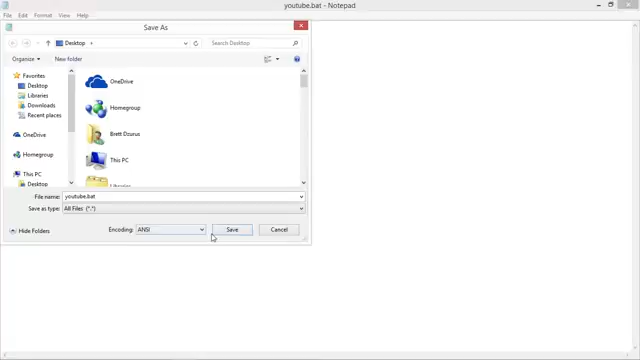 youtube.bat - Notepad
File Edit Format View Help
Save As
Desktop
Search Desktop
Organize New folder
Favorites
Desktop
Libraries
Downloads
Recent places
OneDrive
Homegroup
This PC
Desktop
OneDrive
Homegroup
Brett Dzurus
This PC
Libraries
File name: youtube.bat
Save as type: All Files (*.*)
Hide Folders Encoding: ANSI Save Cancel